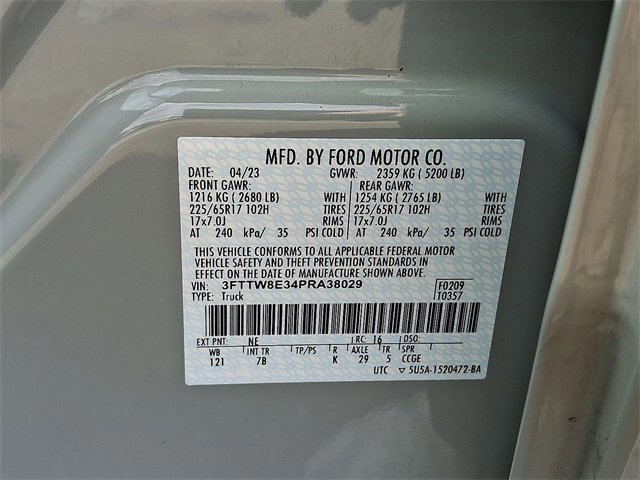 MFD. BY FORD MOTOR CO.
DATE: 04/23 GVWR: 2359 KG ( 5200 LB)
FRONT GAWR: REAR GAWR:
1216 KG ( 2680 LB) WITH 1254 KG ( 2765 LB) WITH
225/65R17 102H TIRES 225/65R17 102H TIRES
17x7.0J RIMS 17x7.0J RIMS
AT 240 kPa/ 35 PSI COLD AT 240 kPa/ 35 PSI COLD
THIS VEHICLE CONFORMS TO ALL APPLICABLE FEDERAL MOTOR
VEHICLE SAFETY AND THEFT PREVENTION STANDARDS IN
EFFECT ON THE DATE OF MANUFACTURE SHOWN ABOVE.
VIN: 3FTTW8E34PRA38029 F0209
TYPE: Truck T0357
EXT PNT: NE RC: 16 DSO:
WB INT TR TP/PS R AXLE TR SPR
121 7B K 29 5 CCGE
UTC ▽ 5U5A-1520472-BA